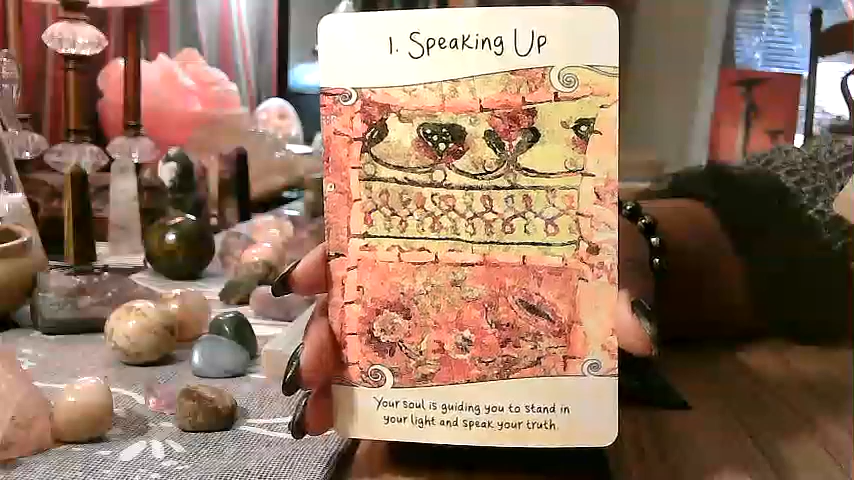 1. Speaking Up
Your soul is guiding you to stand in
your light and speak your truth.